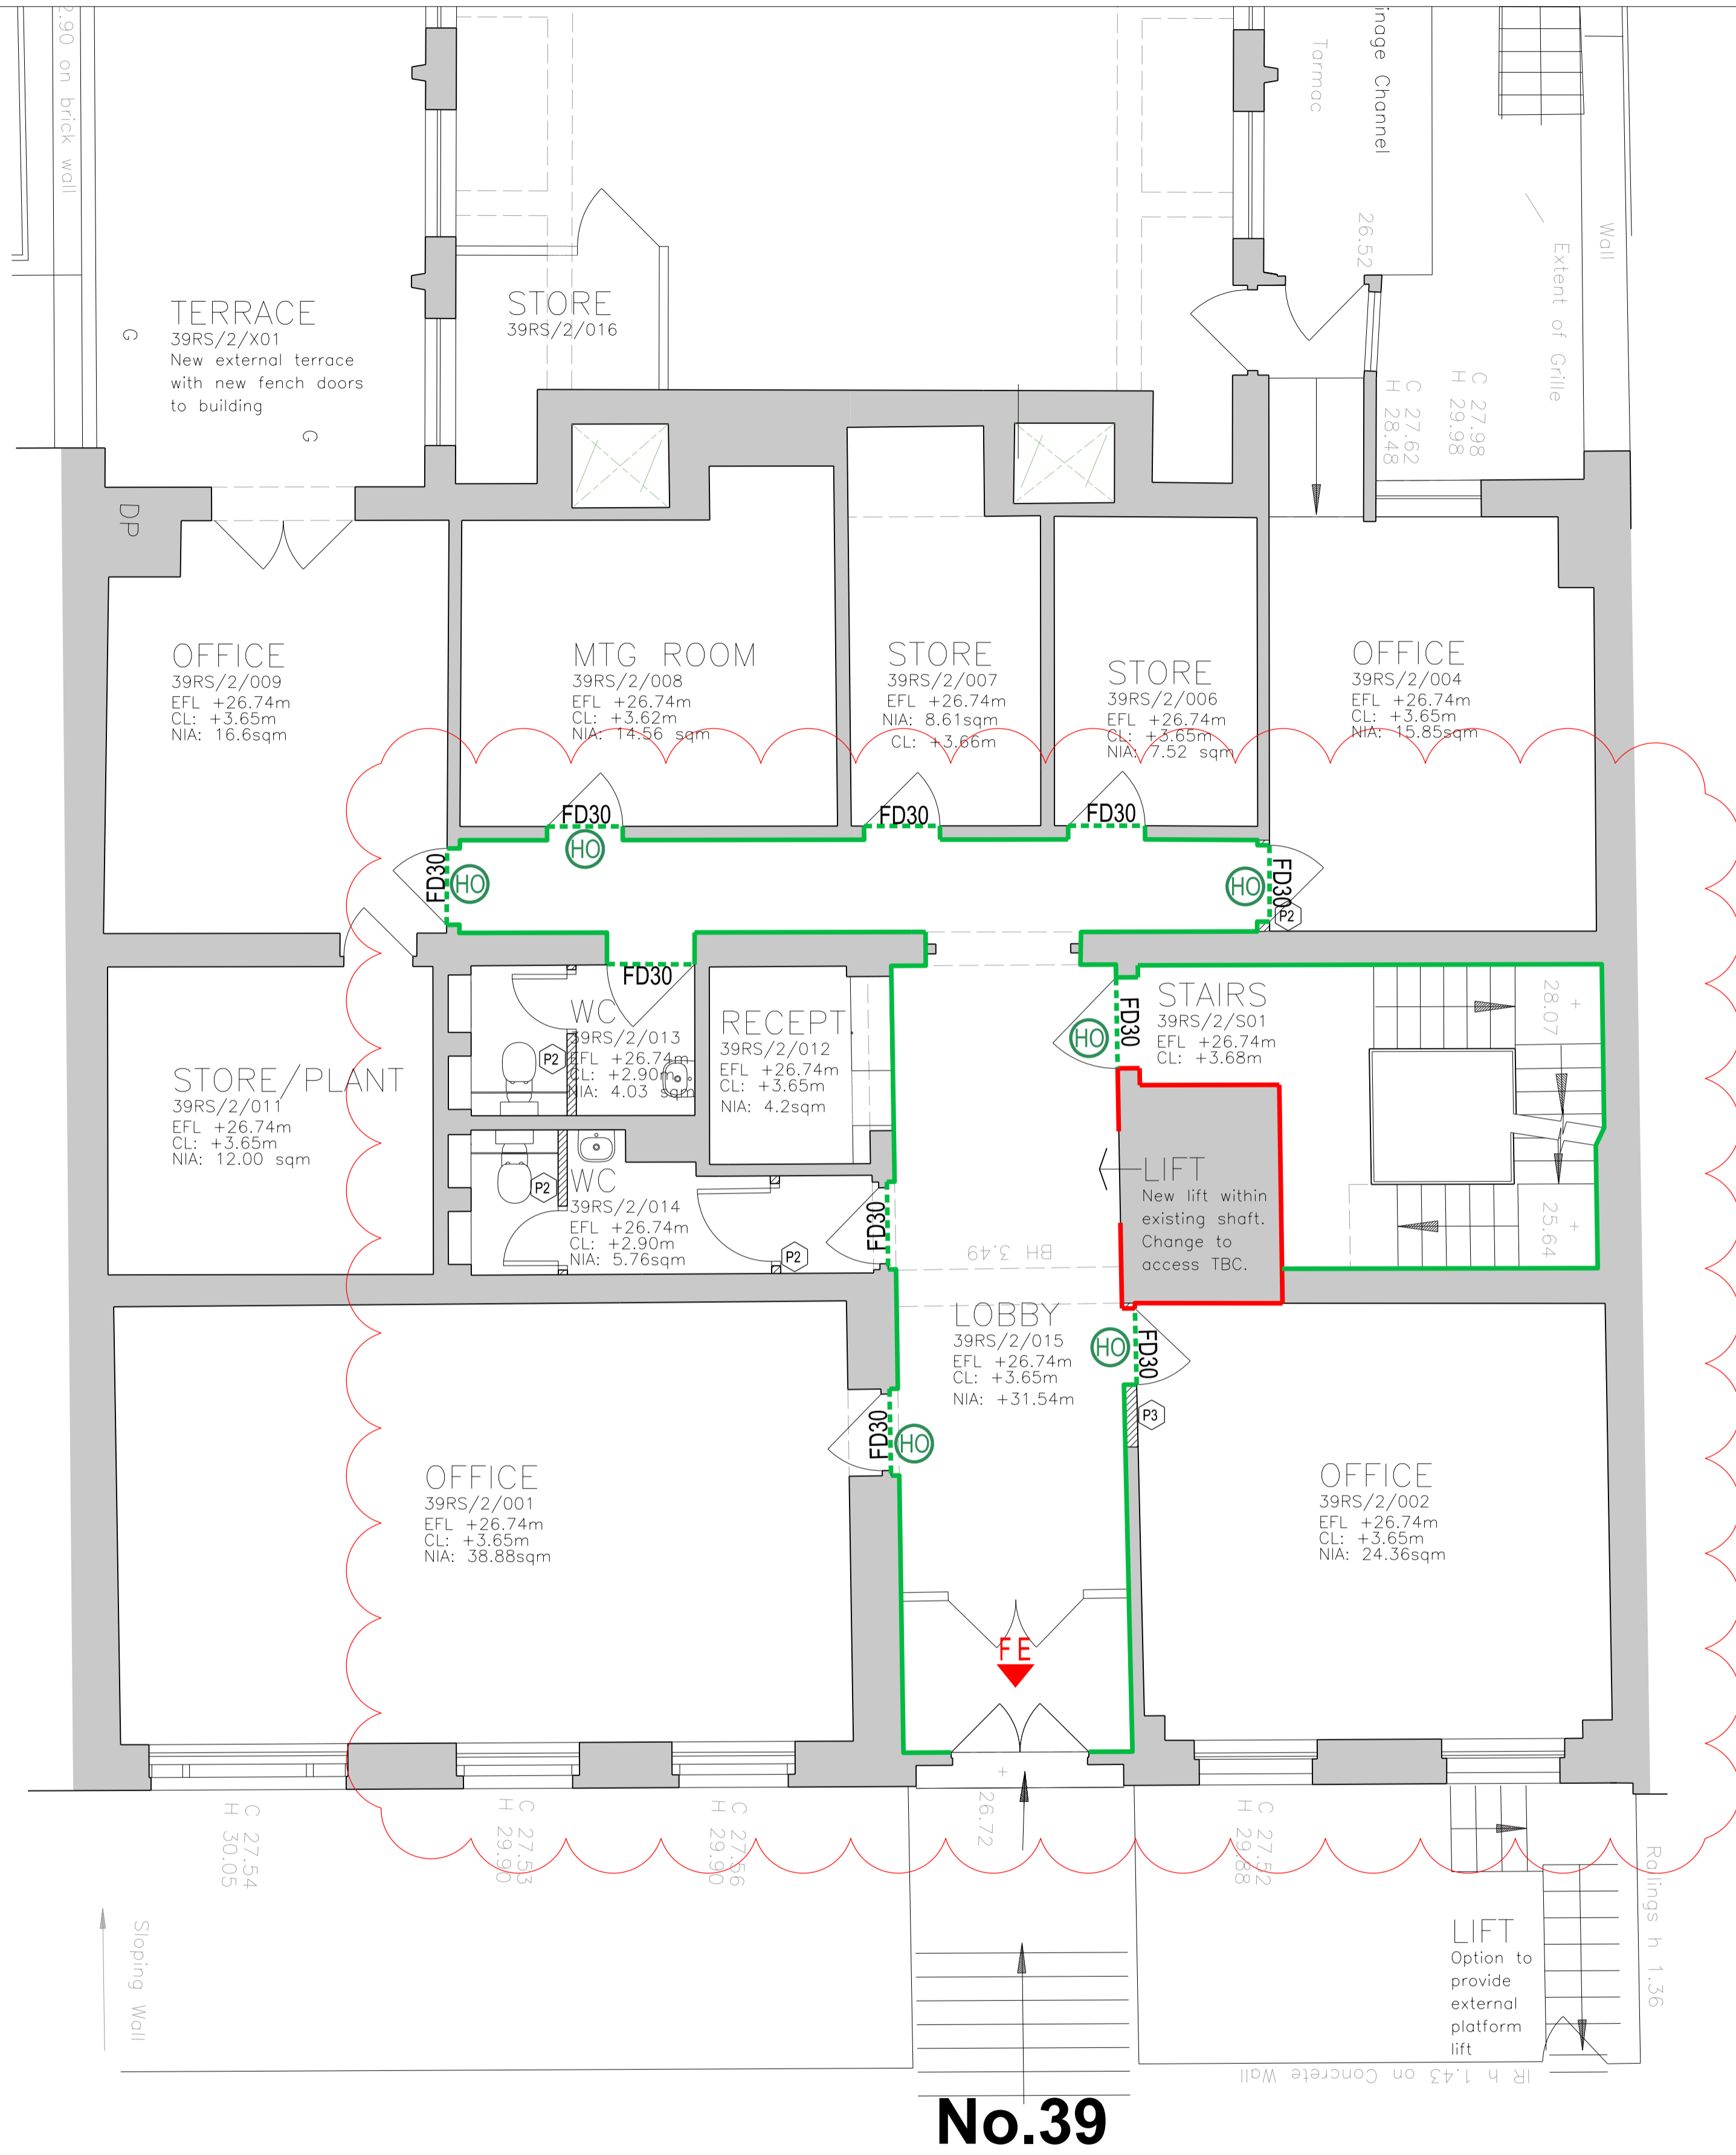 2.90 on brick wall
inage Channel
Tarmac
26.52
Wall
Extent of Grille
C 27.98
H 29.98
C 27.62
H 28.48
TERRACE
39RS/2/X01
New external terrace
with new fench doors
to building
G
G
DP
STORE
39RS/2/016
OFFICE
39RS/2/009
EFL +26.74m
CL: +3.65m
NIA: 16.6sqm
MTG ROOM
39RS/2/008
EFL +26.74m
CL: +3.62m
NIA: 14.56 sqm
STORE
39RS/2/007
EFL +26.74m
NIA: 8.61sqm
CL: +3.66m
STORE
39RS/2/006
EFL +26.74m
CL: +3.65m
NIA: 7.52 sqm
OFFICE
39RS/2/004
EFL +26.74m
CL: +3.65m
NIA: 15.85sqm
FD30
FD30
FD30
HO
FD30
HO
HO
FD30
P2
FD30
WC
39RS/2/013
EFL +26.74m
CL: +2.90m
NIA: 4.03 sqm
P2
RECEPT.
39RS/2/012
EFL +26.74m
CL: +3.65m
NIA: 4.2sqm
HO
FD30
STAIRS
39RS/2/S01
EFL +26.74m
CL: +3.68m
+
28.07
STORE/PLANT
39RS/2/011
EFL +26.74m
CL: +3.65m
NIA: 12.00 sqm
WC
39RS/2/014
EFL +26.74m
CL: +2.90m
NIA: 5.76sqm
P2
P2
FD30
LIFT
New lift within
existing shaft.
Change to
access TBC.
+
25.64
BH 3.49
LOBBY
39RS/2/015
EFL +26.74m
CL: +3.65m
NIA: +31.54m
HO
FD30
P3
FD30
HO
OFFICE
39RS/2/001
EFL +26.74m
CL: +3.65m
NIA: 38.88sqm
OFFICE
39RS/2/002
EFL +26.74m
CL: +3.65m
NIA: 24.36sqm
FE
+
26.72
C 27.54
H 30.05
C 27.53
H 29.90
C 27.56
H 29.90
C 27.52
H 29.88
Sloping Wall
Railings h 1.36
LIFT
Option to
provide
external
platform
lift
IR h 1.43 on Concrete Wall
No.39